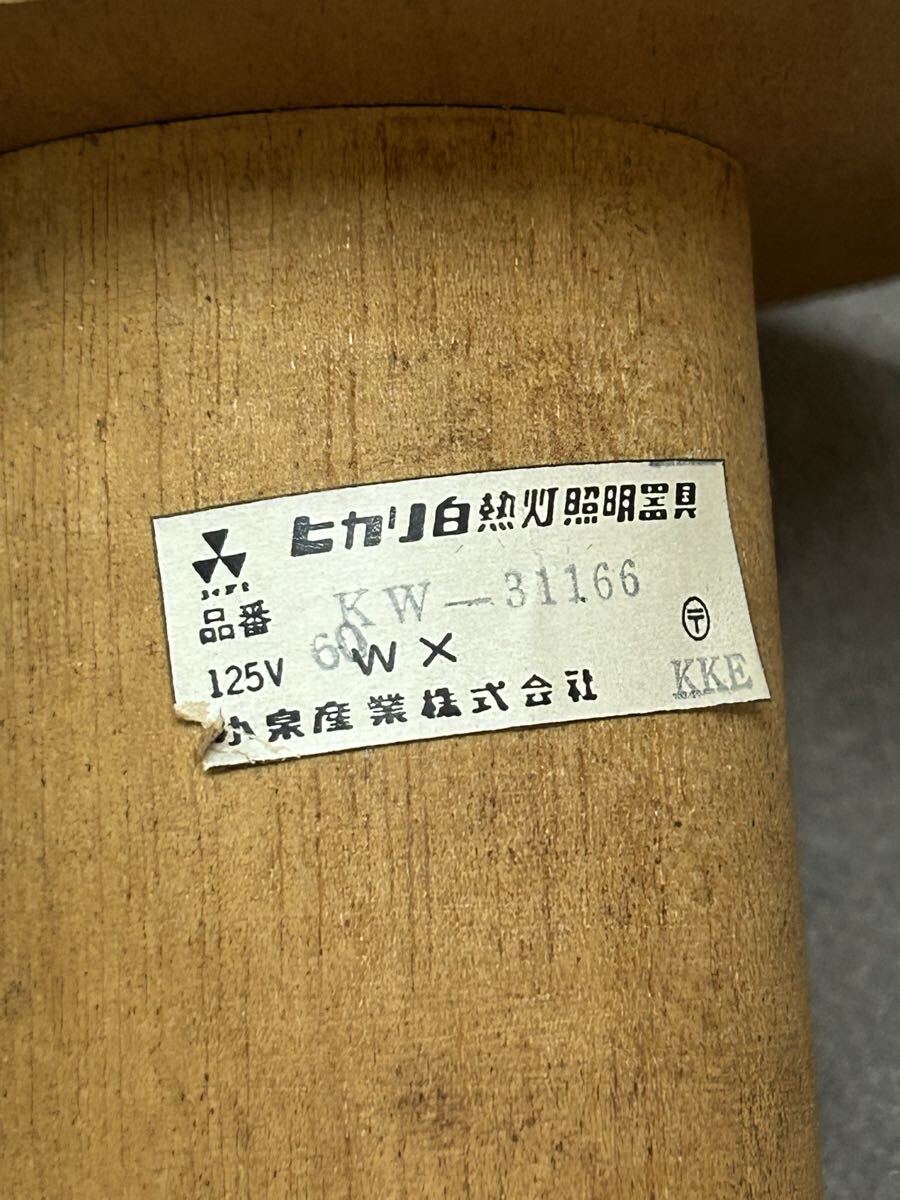 ヒカリ白熱灯照明器具
品番 KW-31166
125V 60W×
〒
小泉産業株式会社 KKE